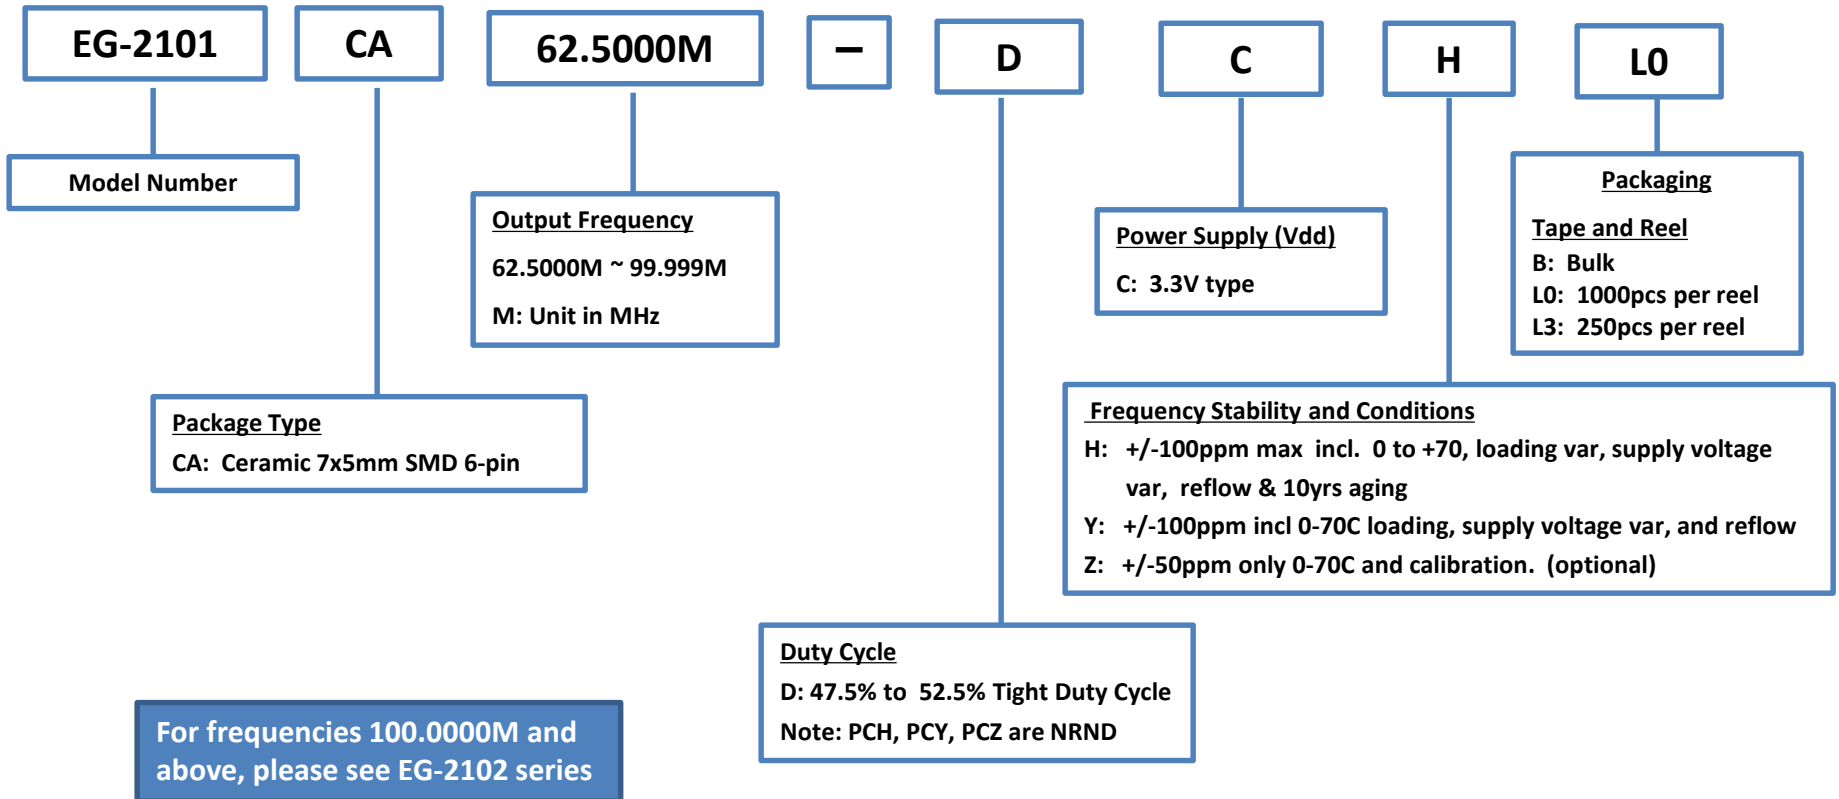 EG-2101 CA 62.5000M – D C H L0
Model Number
Output Frequency
62.5000M ~ 99.999M
M: Unit in MHz
Power Supply (Vdd)
C: 3.3V type
Packaging
Tape and Reel
B: Bulk
L0: 1000pcs per reel
L3: 250pcs per reel
Package Type
CA: Ceramic 7x5mm SMD 6-pin
Frequency Stability and Conditions
H: +/-100ppm max incl. 0 to +70, loading var, supply voltage
var, reflow & 10yrs aging
Y: +/-100ppm incl 0-70C loading, supply voltage var, and reflow
Z: +/-50ppm only 0-70C and calibration. (optional)
Duty Cycle
D: 47.5% to 52.5% Tight Duty Cycle
Note: PCH, PCY, PCZ are NRND
For frequencies 100.0000M and
above, please see EG-2102 series